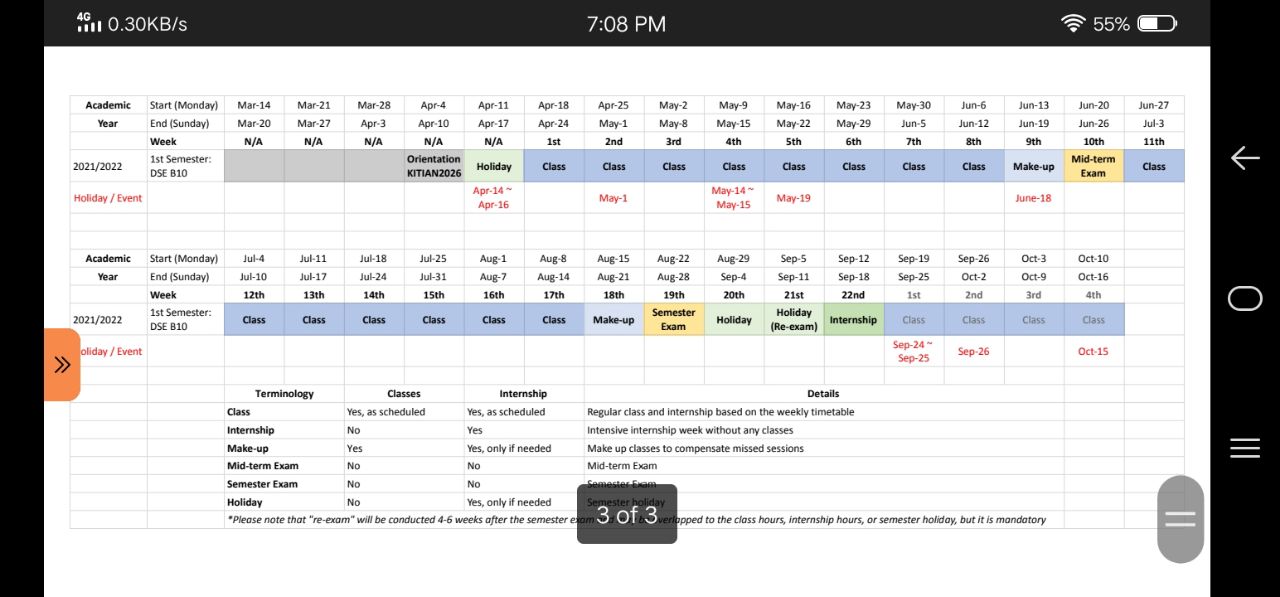 4G 0.30KB/s 7:08 PM 55%
Academic Start (Monday) Mar-14 Mar-21 Mar-28 Apr-4 Apr-11 Apr-18 Apr-25 May-2 May-9 May-16 May-23 May-30 Jun-6 Jun-13 Jun-20 Jun-27
Year End (Sunday) Mar-20 Mar-27 Apr-3 Apr-10 Apr-17 Apr-24 May-1 May-8 May-15 May-22 May-29 Jun-5 Jun-12 Jun-19 Jun-26 Jul-3
Week N/A N/A N/A N/A N/A 1st 2nd 3rd 4th 5th 6th 7th 8th 9th 10th 11th
2021/2022 1st Semester: DSE B10 Orientation KITIAN2026 Holiday Class Class Class Class Class Class Class Class Make-up Mid-term Exam Class
Holiday / Event Apr-14 ~ Apr-16 May-1 May-14 ~ May-15 May-19 June-18
Academic Start (Monday) Jul-4 Jul-11 Jul-18 Jul-25 Aug-1 Aug-8 Aug-15 Aug-22 Aug-29 Sep-5 Sep-12 Sep-19 Sep-26 Oct-3 Oct-10
Year End (Sunday) Jul-10 Jul-17 Jul-24 Jul-31 Aug-7 Aug-14 Aug-21 Aug-28 Sep-4 Sep-11 Sep-18 Sep-25 Oct-2 Oct-9 Oct-16
Week 12th 13th 14th 15th 16th 17th 18th 19th 20th 21st 22nd 1st 2nd 3rd 4th
2021/2022 1st Semester: DSE B10 Class Class Class Class Class Class Make-up Semester Exam Holiday Holiday (Re-exam) Internship Class Class Class Class
oliday / Event Sep-24 ~ Sep-25 Sep-26 Oct-15
Terminology Classes Internship Details
Class Yes, as scheduled Yes, as scheduled Regular class and internship based on the weekly timetable
Internship No Yes Intensive internship week without any classes
Make-up Yes Yes, only if needed Make up classes to compensate missed sessions
Mid-term Exam No No Mid-term Exam
Semester Exam No No Semester Exam
Holiday No Yes, only if needed Semester holiday
*Please note that "re-exam" will be conducted 4-6 weeks after the semester exam overlapped to the class hours, internship hours, or semester holiday, but it is mandatory
3 of 3